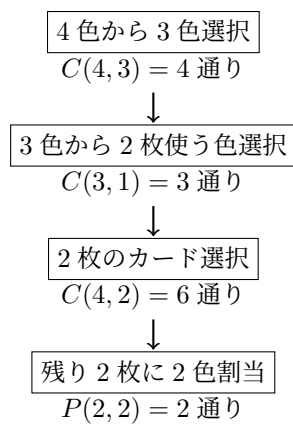 4 色から 3 色選択
C(4, 3) = 4 通り
↓
3 色から 2 枚使う色選択
C(3, 1) = 3 通り
↓
2 枚のカード選択
C(4, 2) = 6 通り
↓
残り 2 枚に 2 色割当
P(2, 2) = 2 通り